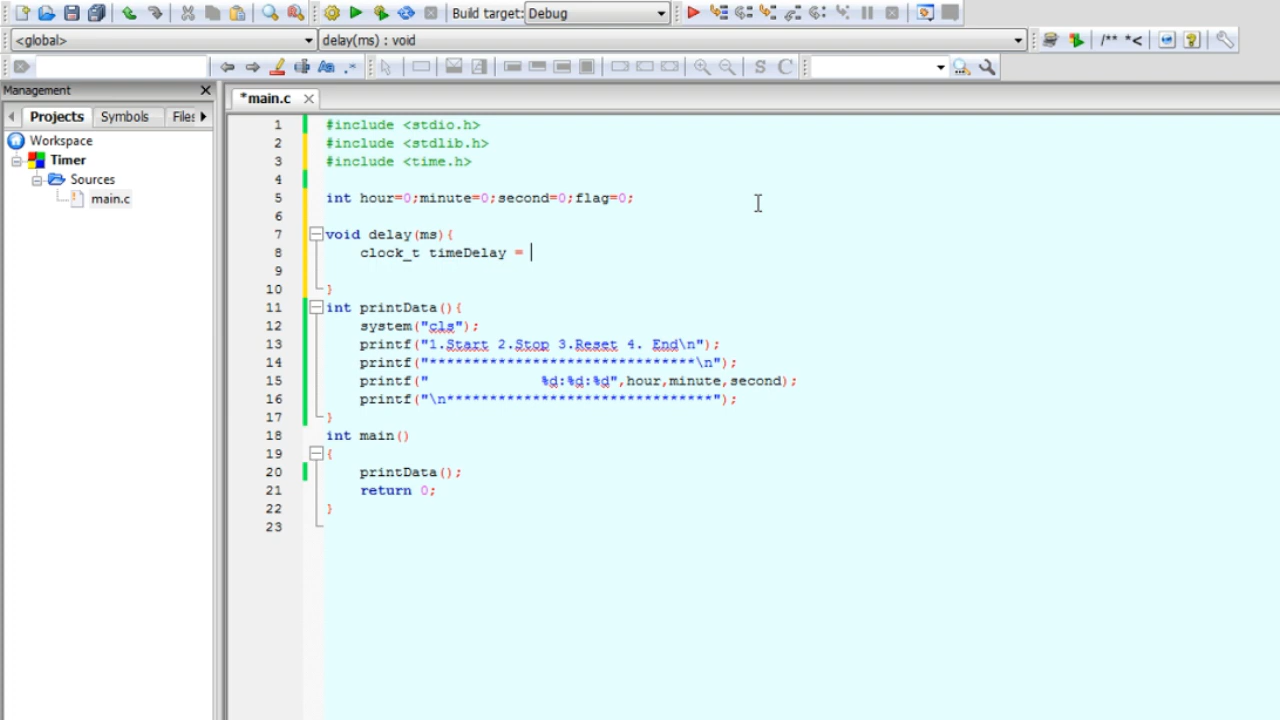 Build target: Debug
<global> delay(ms) : void
/** *<
Management
*main.c
Projects Symbols Files
Workspace
Timer
Sources
main.c
1 #include <stdio.h>
2 #include <stdlib.h>
3 #include <time.h>
4
5 int hour=0;minute=0;second=0;flag=0;
6
7 void delay(ms){
8 clock_t timeDelay =
9
10 }
11 int printData(){
12 system("cls");
13 printf("1.Start 2.Stop 3.Reset 4. End\n");
14 printf("*******************************\n");
15 printf("             %d:%d:%d",hour,minute,second);
16 printf("\n*******************************");
17 }
18 int main()
19 {
20 printData();
21 return 0;
22 }
23